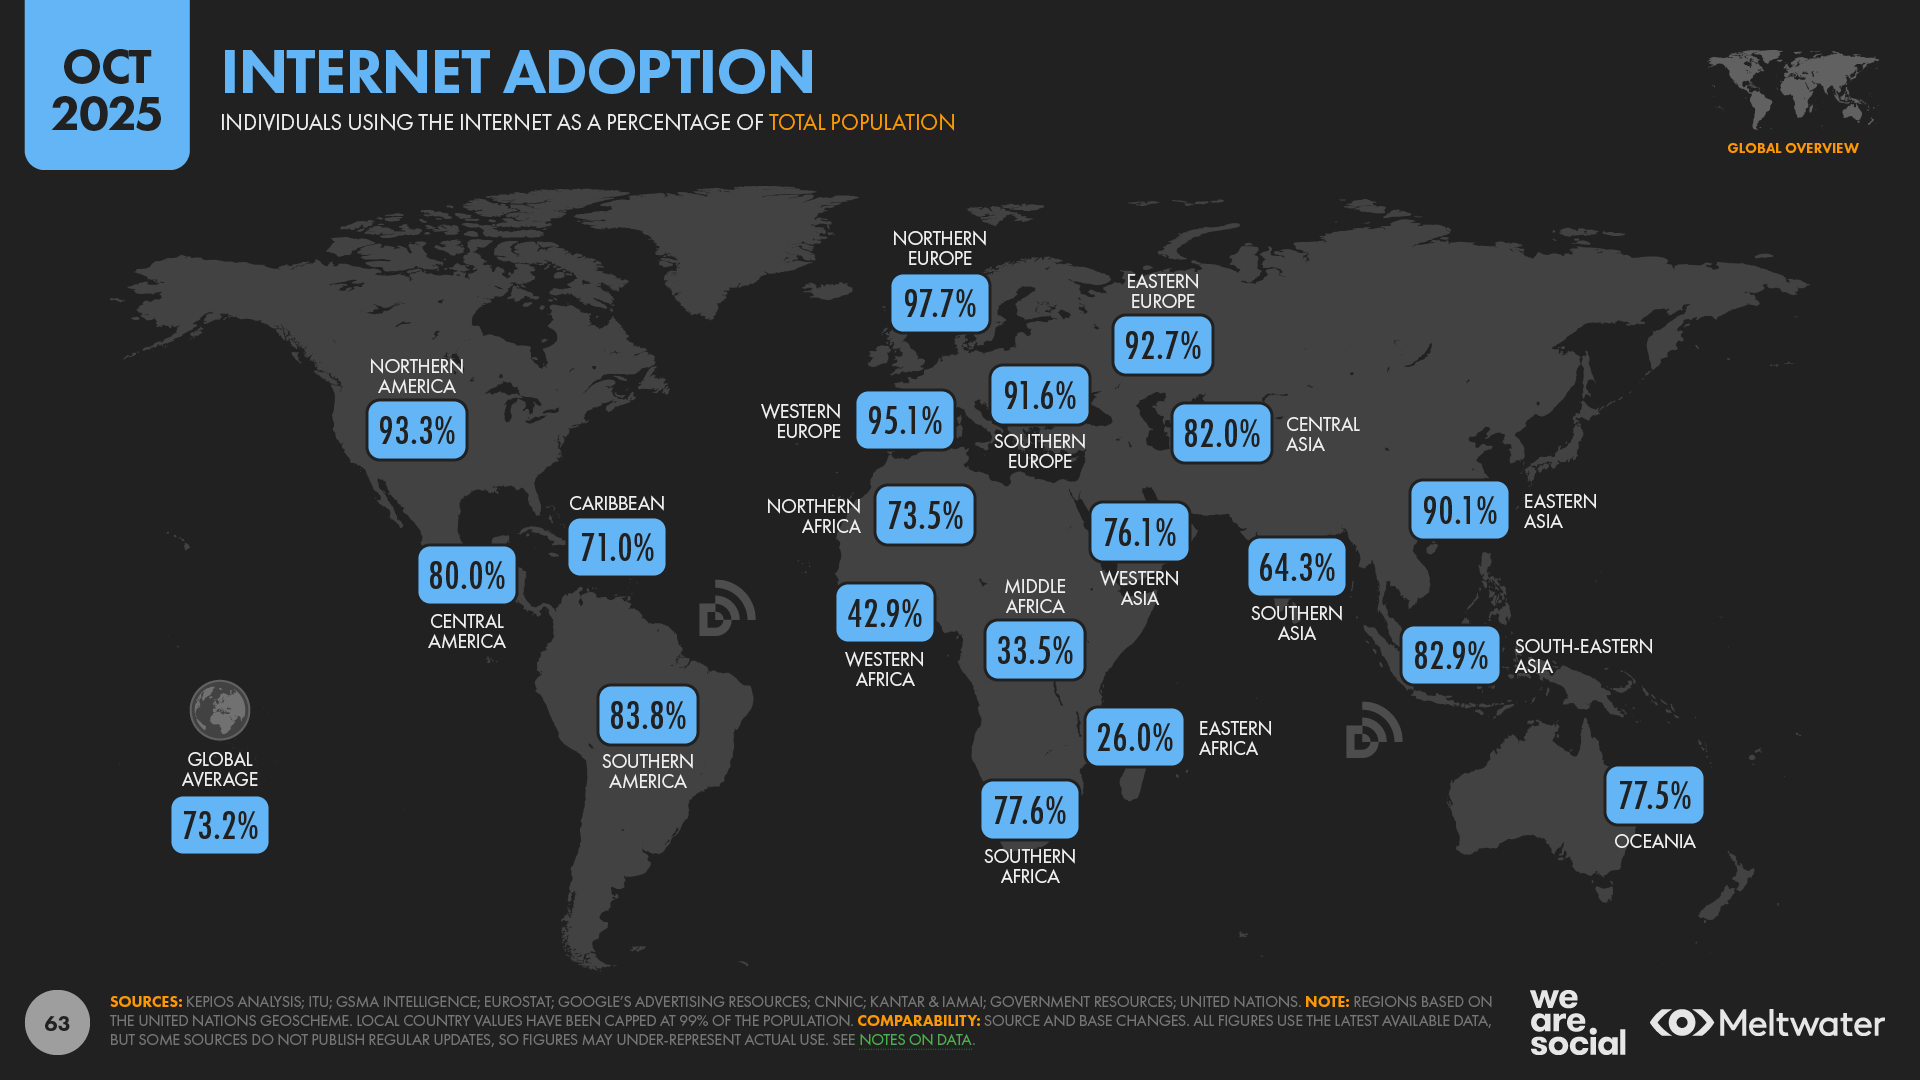 OCT
2025
INTERNET ADOPTION
INDIVIDUALS USING THE INTERNET AS A PERCENTAGE OF TOTAL POPULATION
GLOBAL OVERVIEW
NORTHERN
EUROPE
97.7%
EASTERN
EUROPE
92.7%
NORTHERN
AMERICA
93.3%
WESTERN
EUROPE
95.1%
91.6%
SOUTHERN
EUROPE
82.0%
CENTRAL
ASIA
CARIBBEAN
71.0%
NORTHERN
AFRICA
73.5%
76.1%
WESTERN
ASIA
90.1%
EASTERN
ASIA
80.0%
CENTRAL
AMERICA
64.3%
SOUTHERN
ASIA
42.9%
WESTERN
AFRICA
MIDDLE
AFRICA
33.5%
82.9%
SOUTH-EASTERN
ASIA
83.8%
SOUTHERN
AMERICA
26.0%
EASTERN
AFRICA
GLOBAL
AVERAGE
73.2%
77.6%
SOUTHERN
AFRICA
77.5%
OCEANIA
63
SOURCES: KEPIOS ANALYSIS; ITU; GSMA INTELLIGENCE; EUROSTAT; GOOGLE'S ADVERTISING RESOURCES; CNNIC; KANTAR & IAMAI; GOVERNMENT RESOURCES; UNITED NATIONS. NOTE: REGIONS BASED ON
THE UNITED NATIONS GEOSCHEME. LOCAL COUNTRY VALUES HAVE BEEN CAPPED AT 99% OF THE POPULATION. COMPARABILITY: SOURCE AND BASE CHANGES. ALL FIGURES USE THE LATEST AVAILABLE DATA,
BUT SOME SOURCES DO NOT PUBLISH REGULAR UPDATES, SO FIGURES MAY UNDER-REPRESENT ACTUAL USE. SEE NOTES ON DATA.
we
are
social
Meltwater